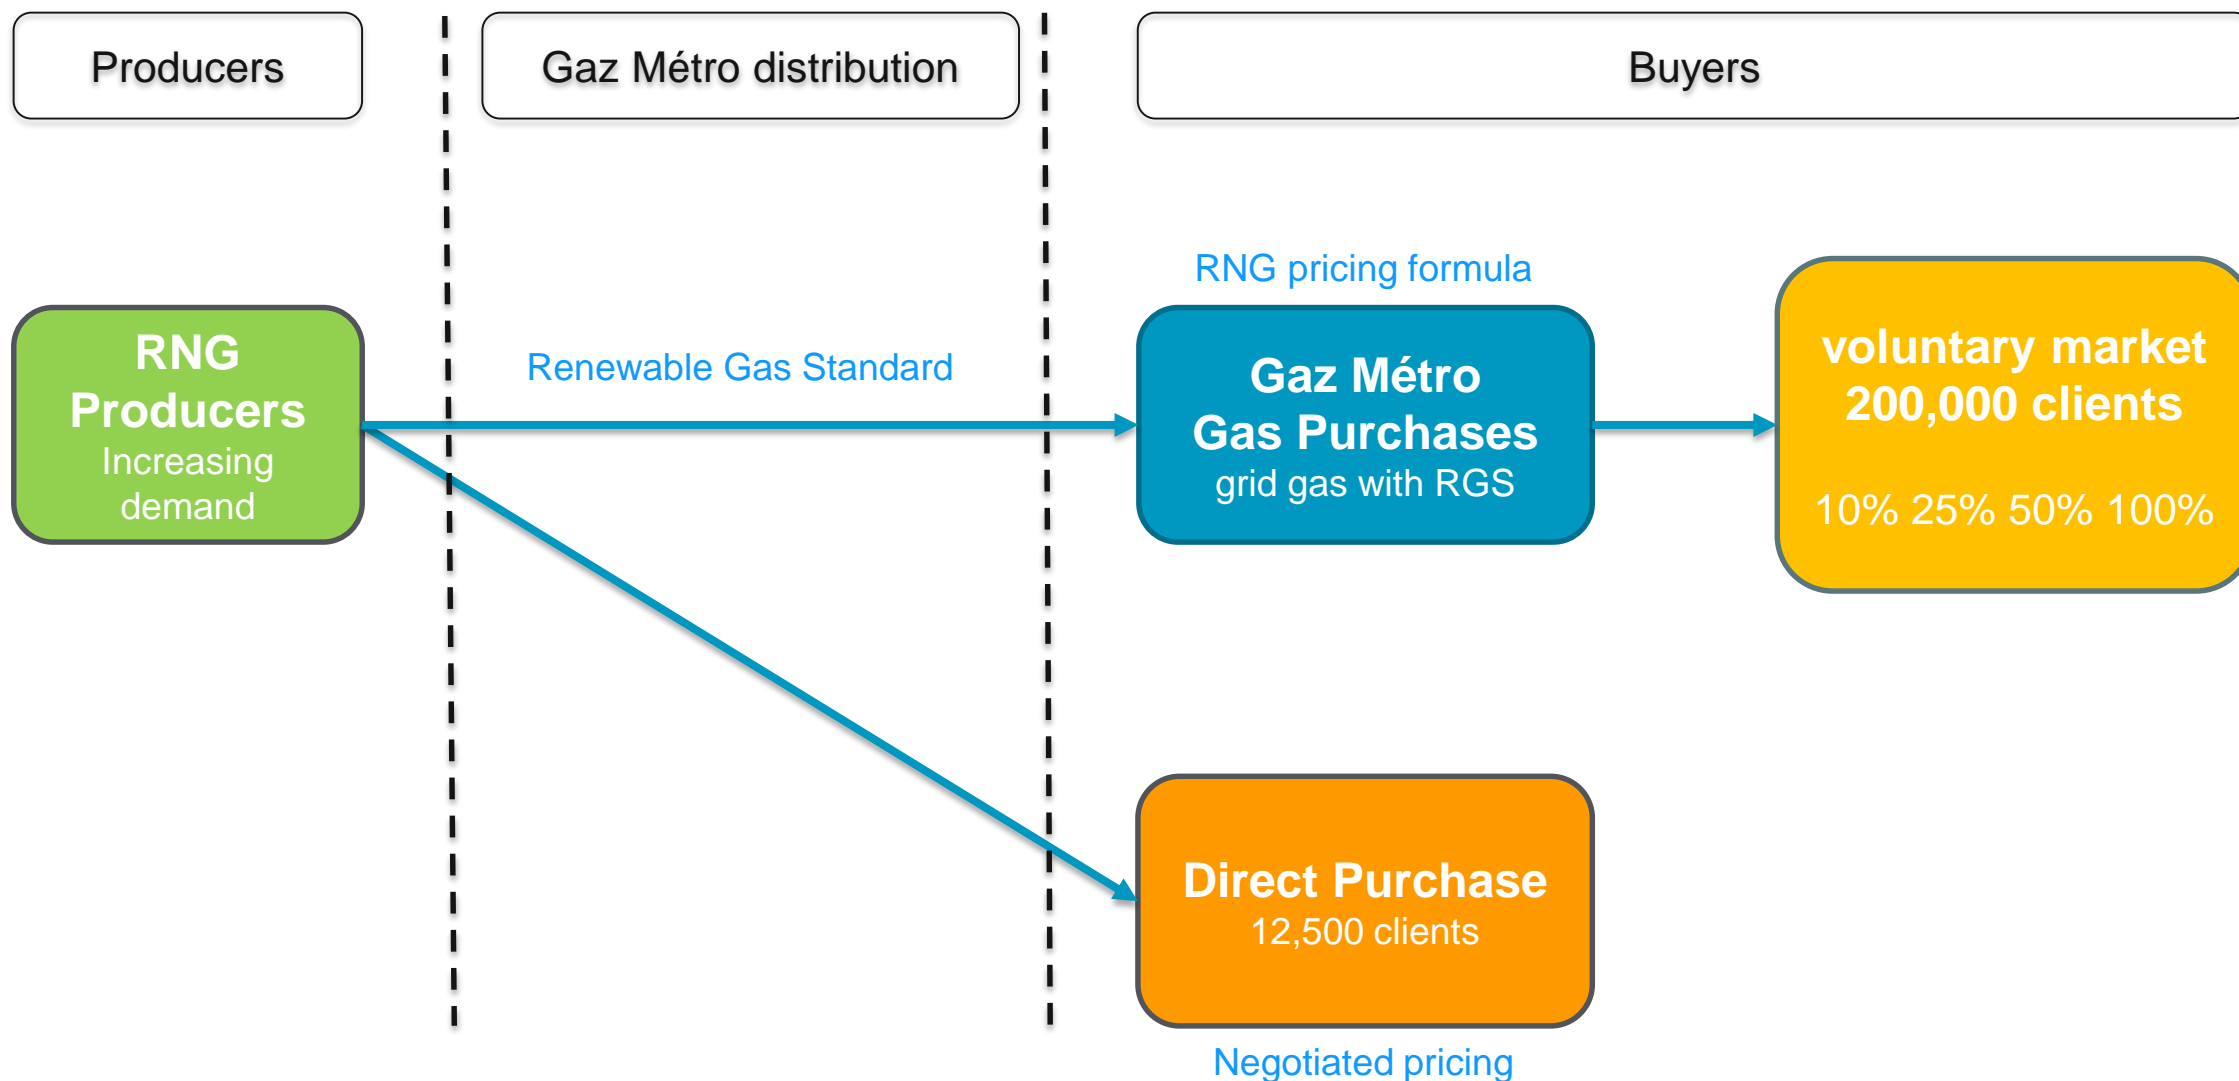 Producers
Gaz Métro distribution
Buyers
RNG
Producers
Increasing
demand
Renewable Gas Standard
RNG pricing formula
Gaz Métro
Gas Purchases
grid gas with RGS
voluntary market
200,000 clients
10% 25% 50% 100%
Direct Purchase
12,500 clients
Negotiated pricing